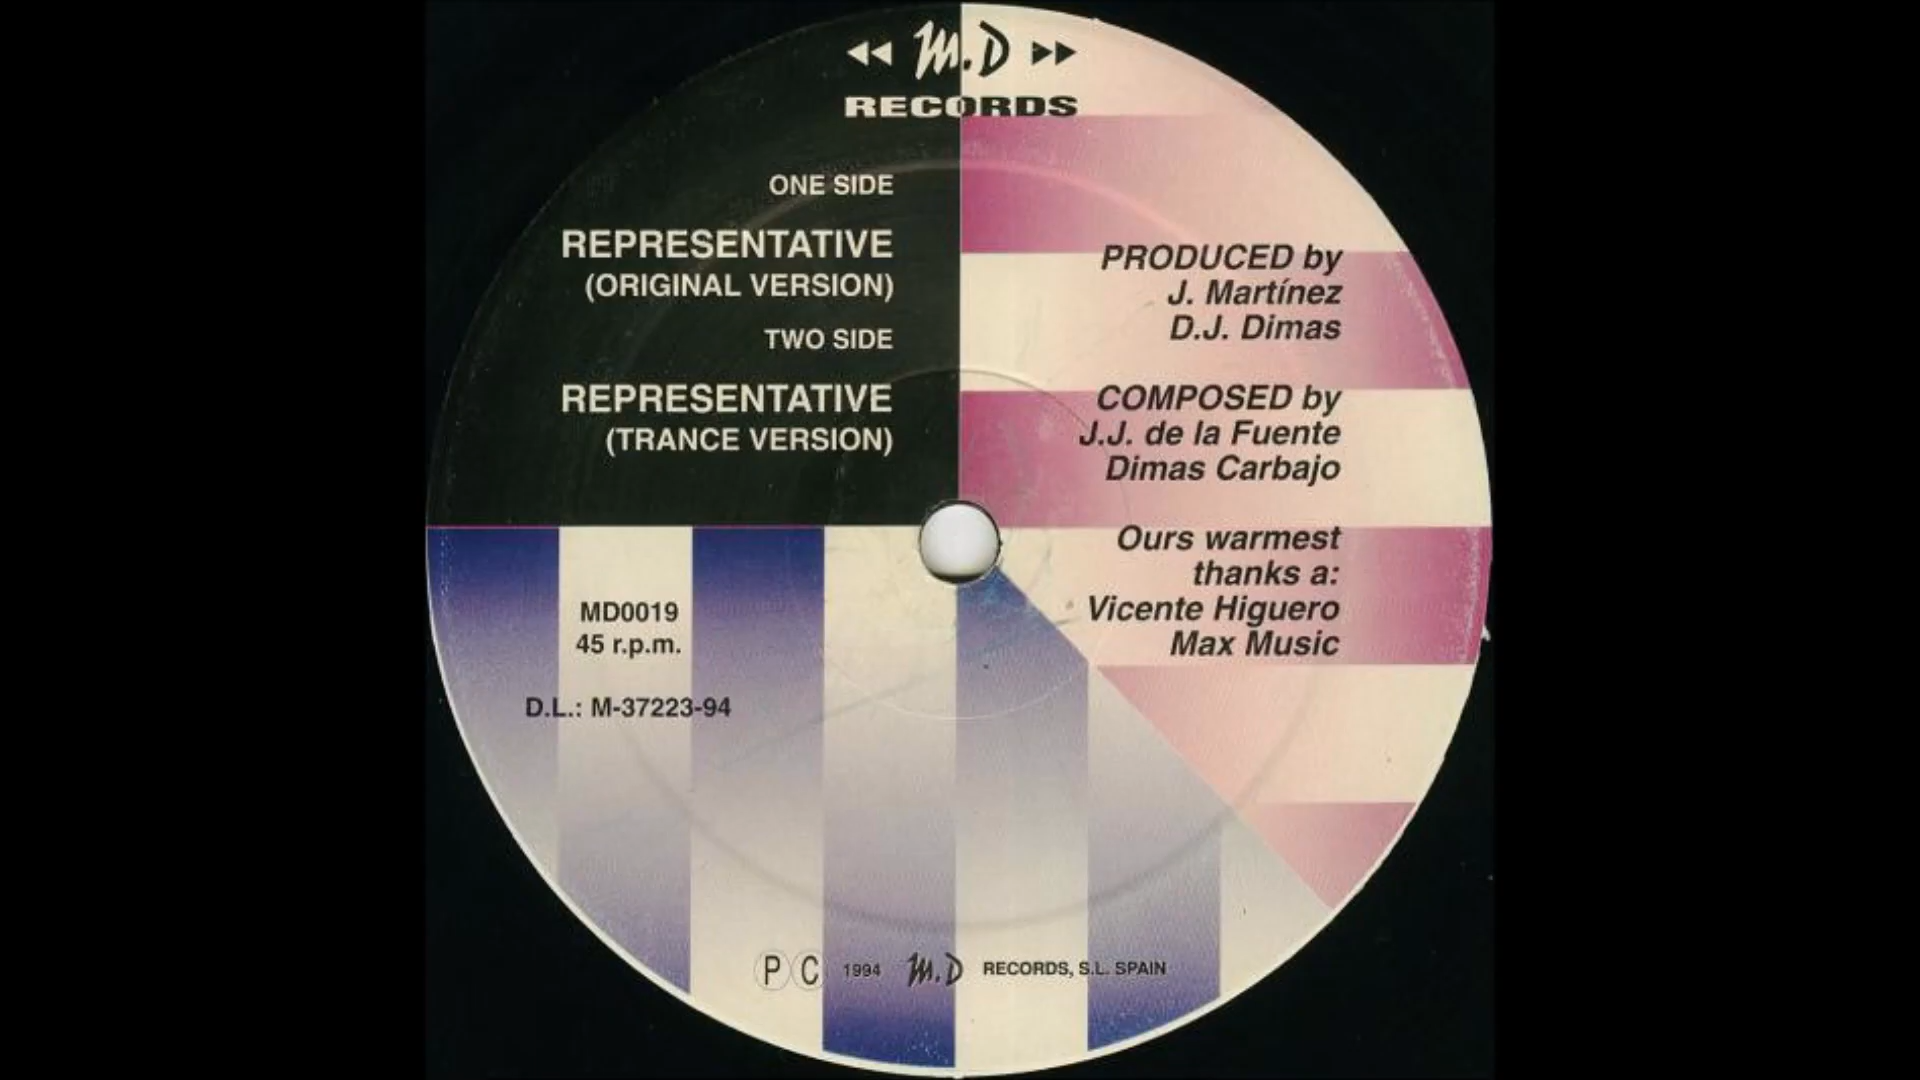 M.D
RECORDS
ONE SIDE
REPRESENTATIVE
(ORIGINAL VERSION)
TWO SIDE
REPRESENTATIVE
(TRANCE VERSION)
PRODUCED by
J. Martínez
D.J. Dimas
COMPOSED by
J.J. de la Fuente
Dimas Carbajo
Ours warmest
thanks a:
Vicente Higuero
Max Music
MD0019
45 r.p.m.
D.L.: M-37223-94
P C 1994 M.D RECORDS, S.L. SPAIN